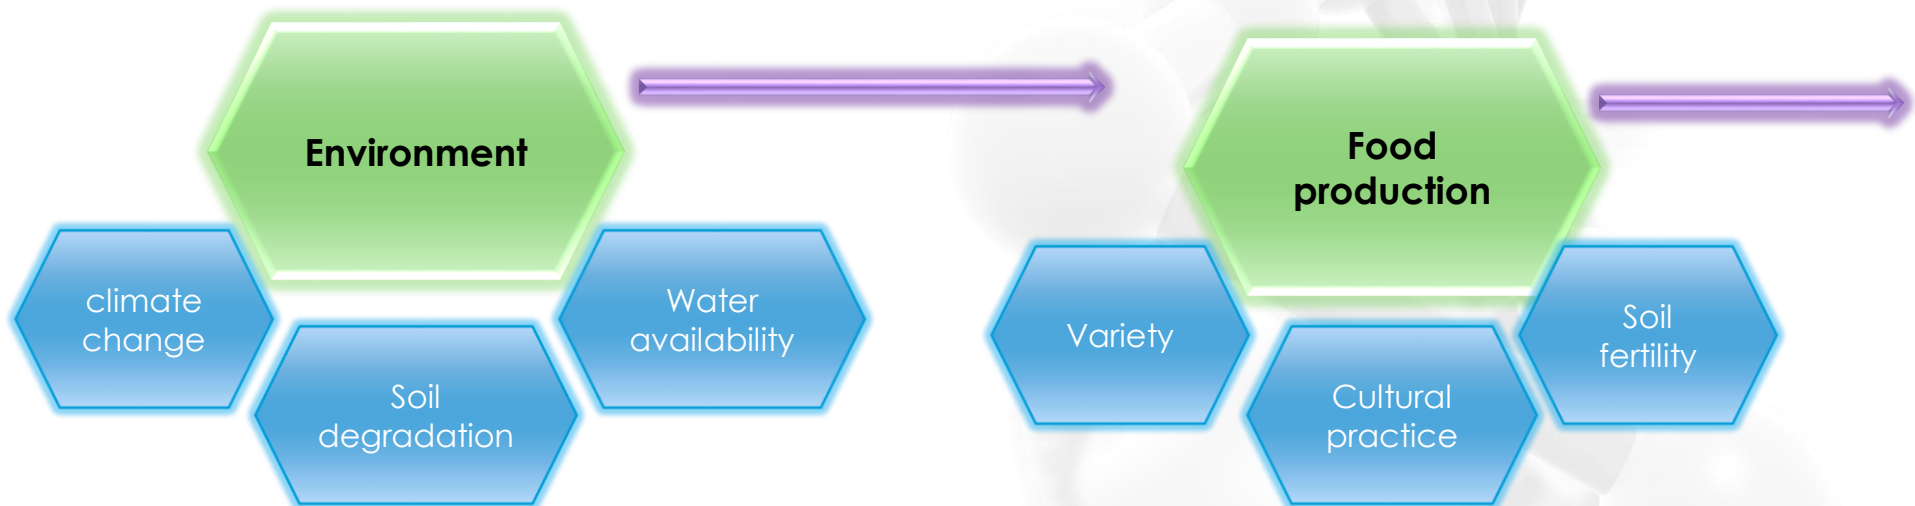 Environment
climate
change
Soil
degradation
Water
availability
Food
production
Variety
Cultural
practice
Soil
fertility